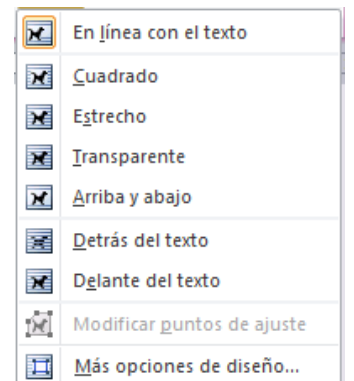 En línea con el texto
Cuadrado
Estrecho
Transparente
Arriba y abajo
Detrás del texto
Delante del texto
Modificar puntos de ajuste
Más opciones de diseño...